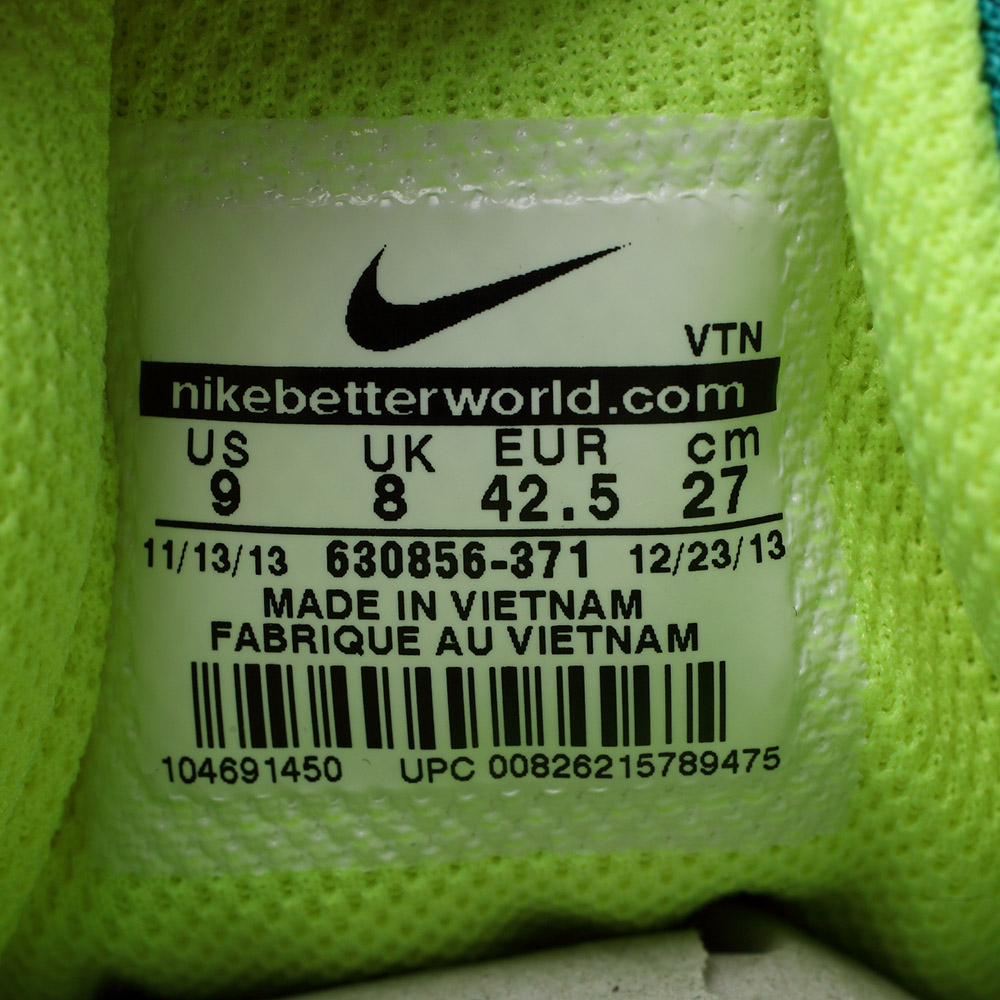 VTN
nikebetterworld.com
US UK EUR cm
9 8 42.5 27
11/13/13 630856-371 12/23/13
MADE IN VIETNAM
FABRIQUE AU VIETNAM
104691450 UPC 00826215789475